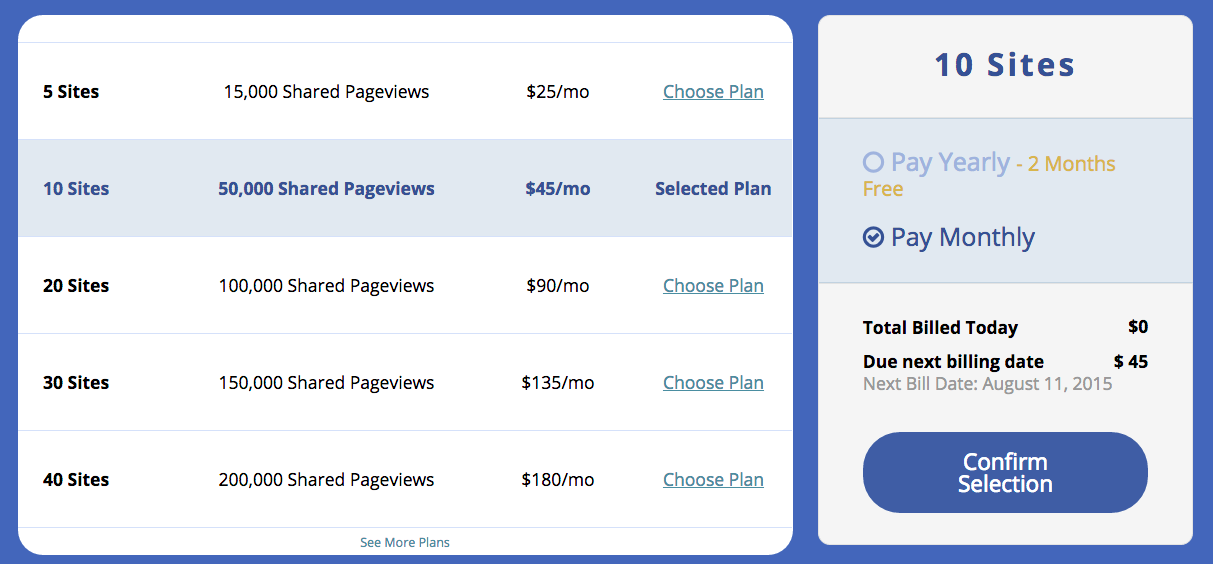 5 Sites 15,000 Shared Pageviews $25/mo Choose Plan
10 Sites 50,000 Shared Pageviews $45/mo Selected Plan
20 Sites 100,000 Shared Pageviews $90/mo Choose Plan
30 Sites 150,000 Shared Pageviews $135/mo Choose Plan
40 Sites 200,000 Shared Pageviews $180/mo Choose Plan
See More Plans
10 Sites
Pay Yearly - 2 Months
Free
Pay Monthly
Total Billed Today $0
Due next billing date $ 45
Next Bill Date: August 11, 2015
Confirm
Selection